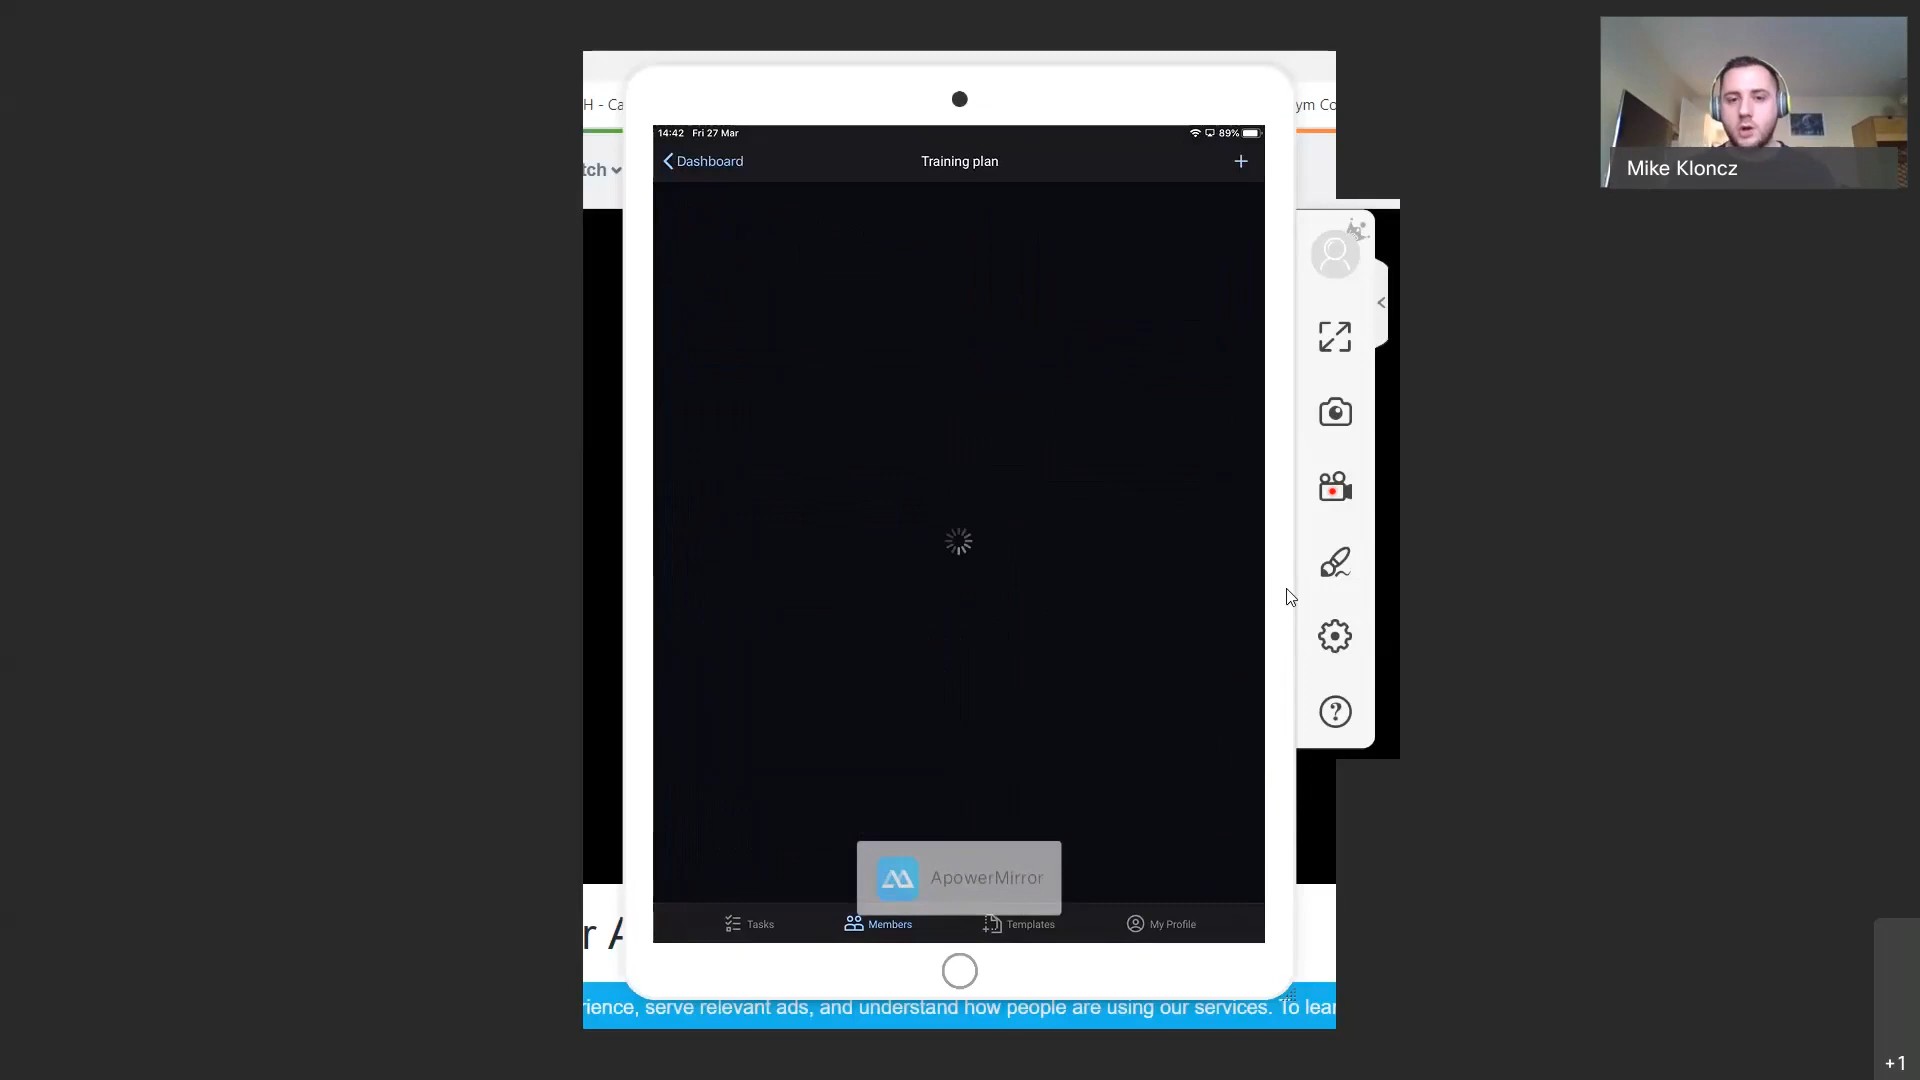 Mike Kloncz
H - Ca
ym Co
14:42 Fri 27 Mar
89%
Dashboard
Training plan
+
tch
<
?
ApowerMirror
Tasks
Members
Templates
My Profile
r A
rience, serve relevant ads, and understand how people are using our services. To lear
+1